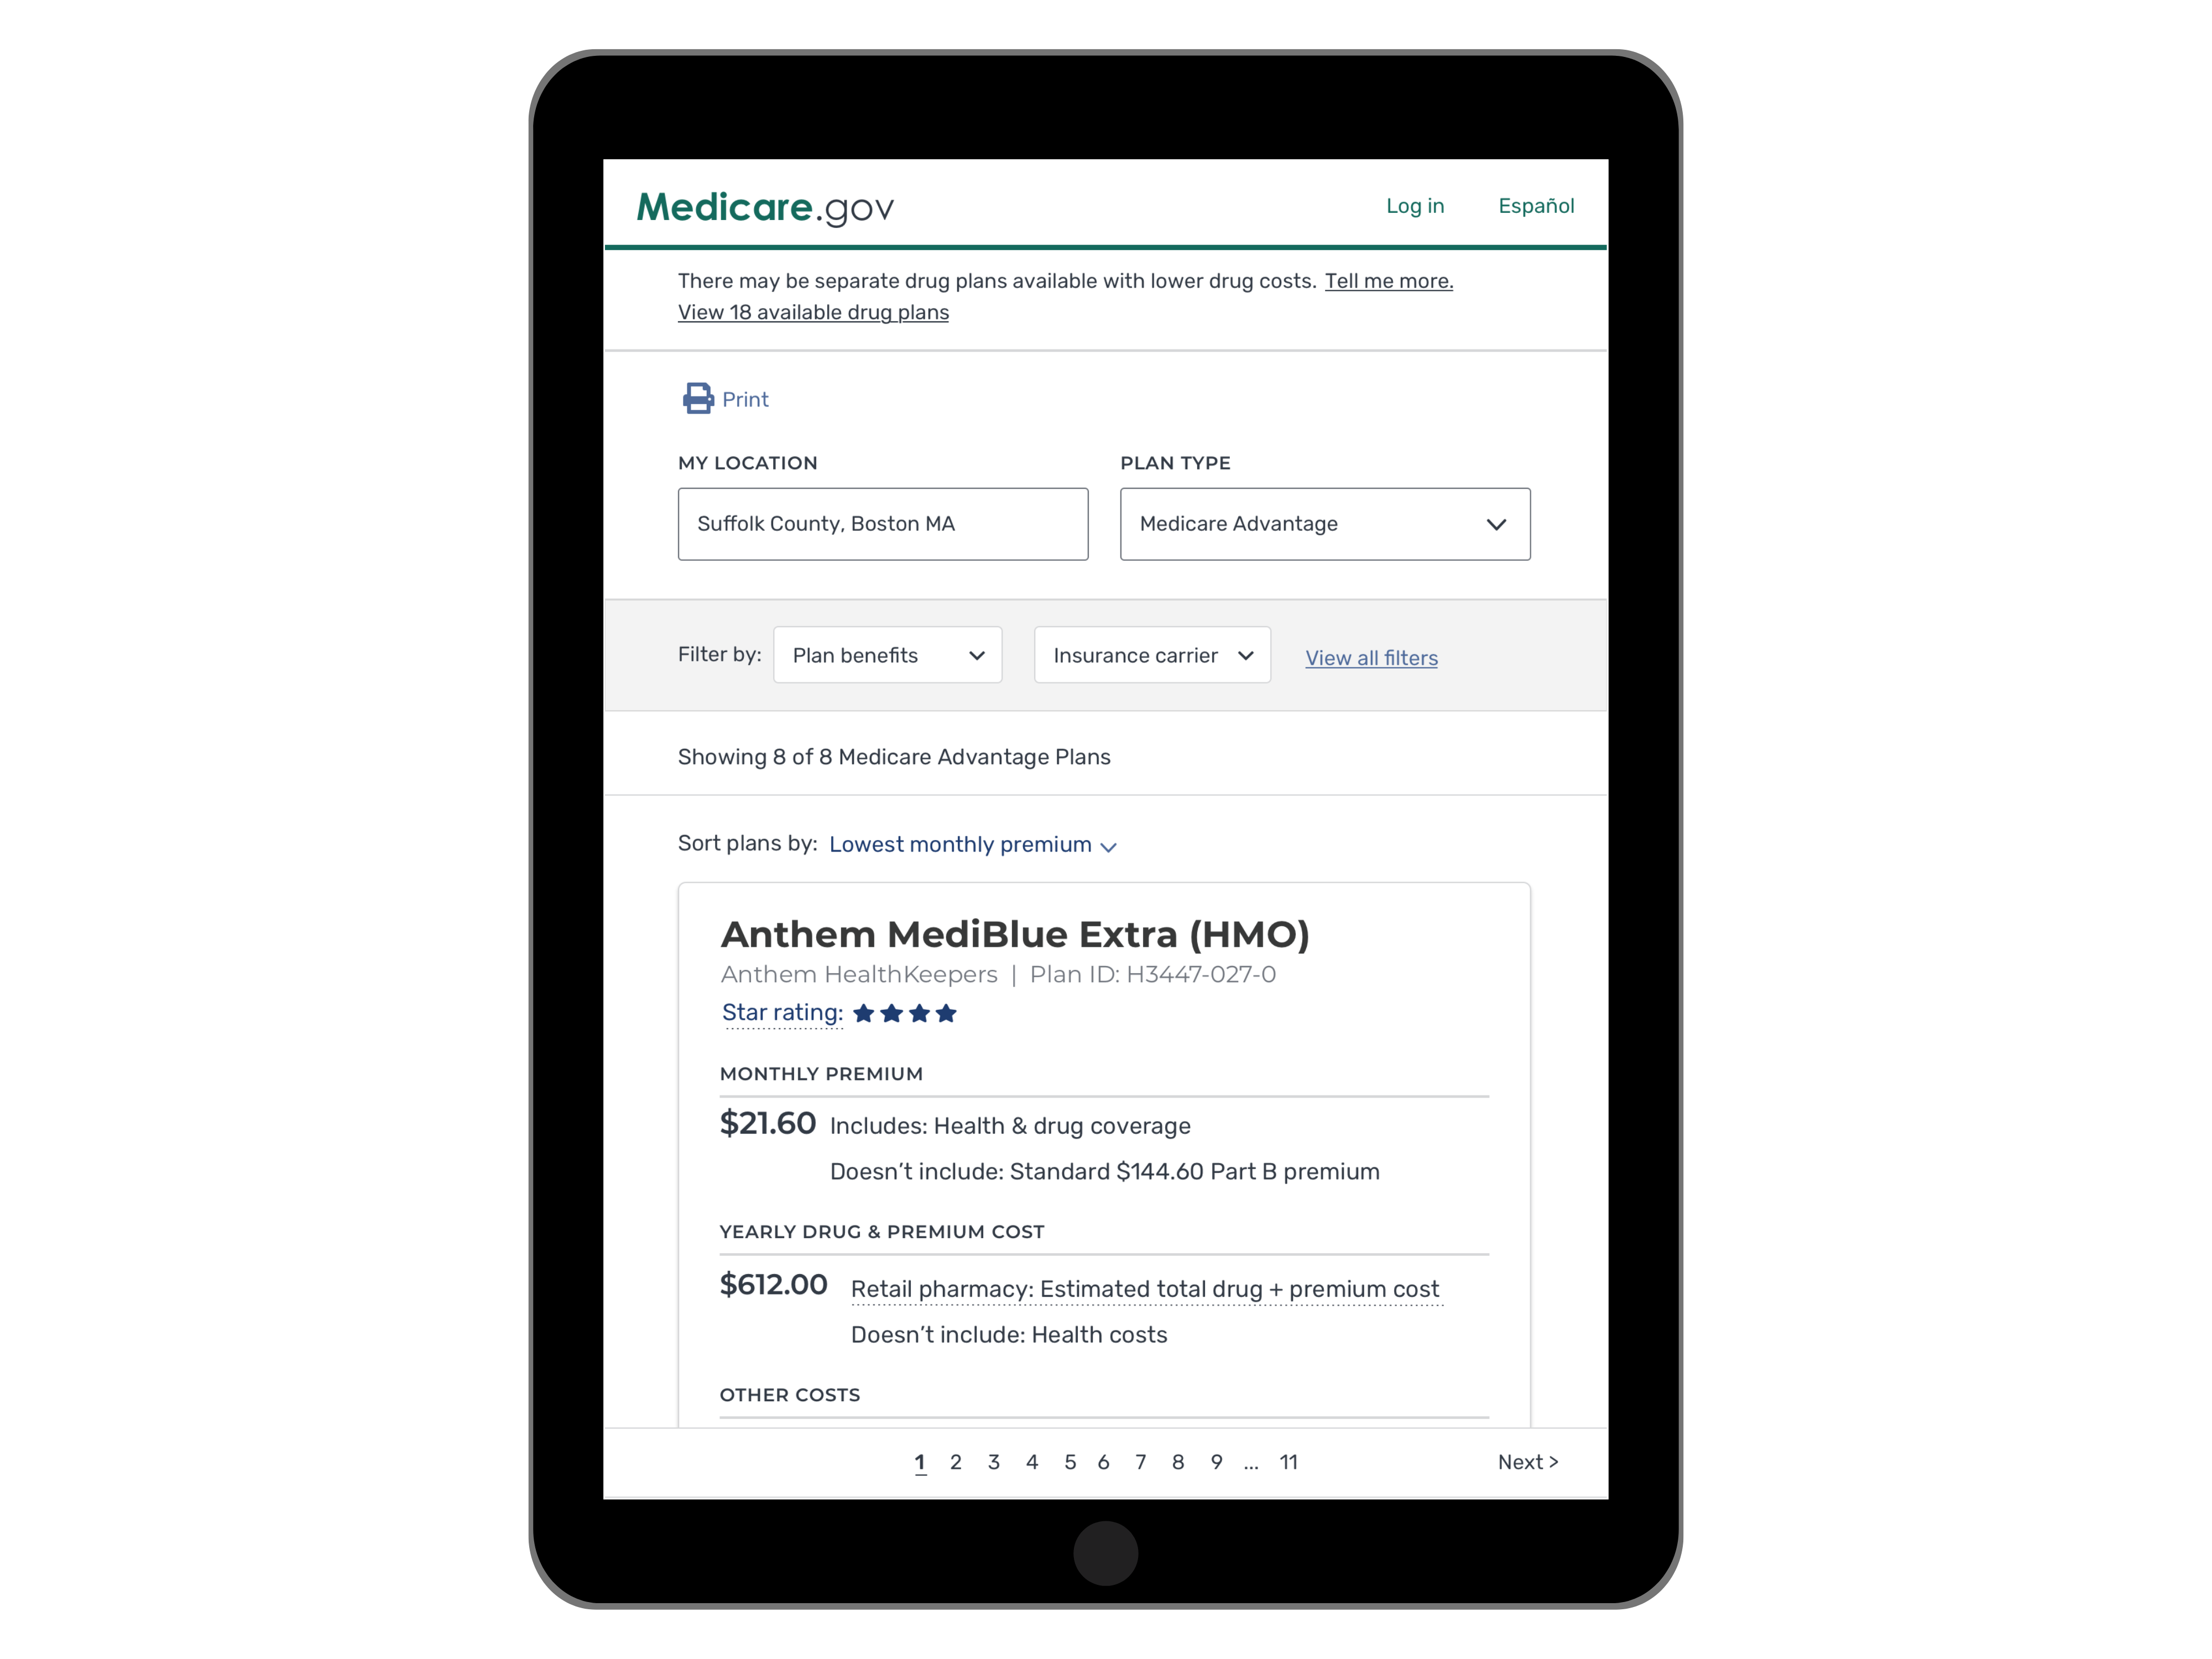 Medicare.gov
Log in Español
There may be separate drug plans available with lower drug costs. Tell me more.
View 18 available drug plans
Print
MY LOCATION PLAN TYPE
Suffolk County, Boston MA Medicare Advantage
Filter by: Plan benefits Insurance carrier View all filters
Showing 8 of 8 Medicare Advantage Plans
Sort plans by: Lowest monthly premium
Anthem MediBlue Extra (HMO)
Anthem HealthKeepers | Plan ID: H3447-027-0
Star rating:
MONTHLY PREMIUM
$21.60 Includes: Health & drug coverage
Doesn’t include: Standard $144.60 Part B premium
YEARLY DRUG & PREMIUM COST
$612.00 Retail pharmacy: Estimated total drug + premium cost
Doesn’t include: Health costs
OTHER COSTS
1 2 3 4 5 6 7 8 9 ... 11 Next >